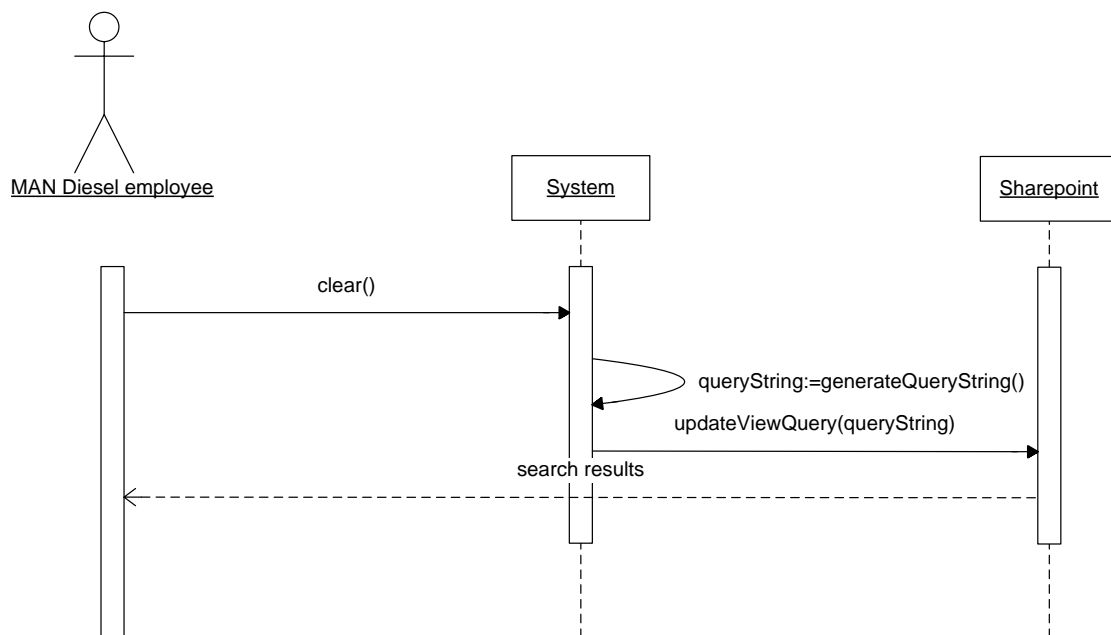 MAN Diesel employee
System
Sharepoint
clear()
queryString:=generateQueryString()
updateViewQuery(queryString)
search results